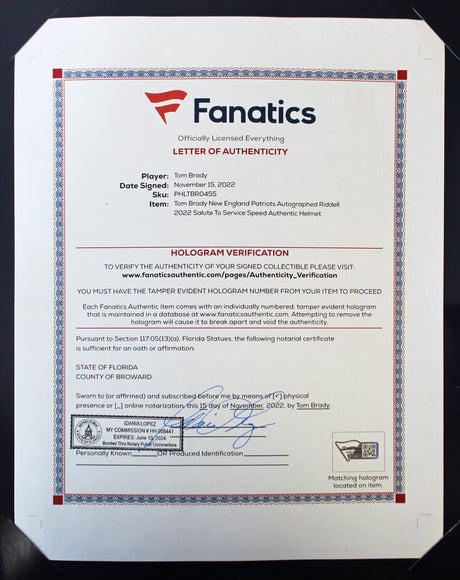 Fanatics
Officially Licensed Everything
LETTER OF AUTHENTICITY
Player: Tom Brady
Date Signed: November 15, 2022
Sku: PHLTBR0455
Item: Tom Brady New England Patriots Autographed Riddell
2022 Salute To Service Speed Authentic Helmet
HOLOGRAM VERIFICATION
TO VERIFY THE AUTHENTICITY OF YOUR SIGNED COLLECTIBLE PLEASE VISIT:
www.fanaticsauthentic.com/pages/Authenticity_Verification
YOU MUST HAVE THE TAMPER EVIDENT HOLOGRAM NUMBER FROM YOUR ITEM TO PROCEED
Each Fanatics Authentic item comes with an individually numbered, tamper evident hologram
that is maintained in a database at www.fanaticsauthentic.com. Attempting to remove the
hologram will cause it to break apart and void the authenticity.
Pursuant to Section 117.05(13)(a), Florida Statues, the following notarial certificate
is sufficient for an oath or affirmation:
STATE OF FLORIDA
COUNTY OF BROWARD
Sworn to (or affirmed) and subscribed before me by means of [✓] physical
presence or [_] online notarization, this 15 day of November, 2022, by Tom Brady.
IDANIA LOPEZ
MY COMMISSION # HH
EXPIRES: June 10, 2024
Bonded Thru Notary Public Underwriters
Personally Known____OR Produced Identification____
Matching hologram
located on item.